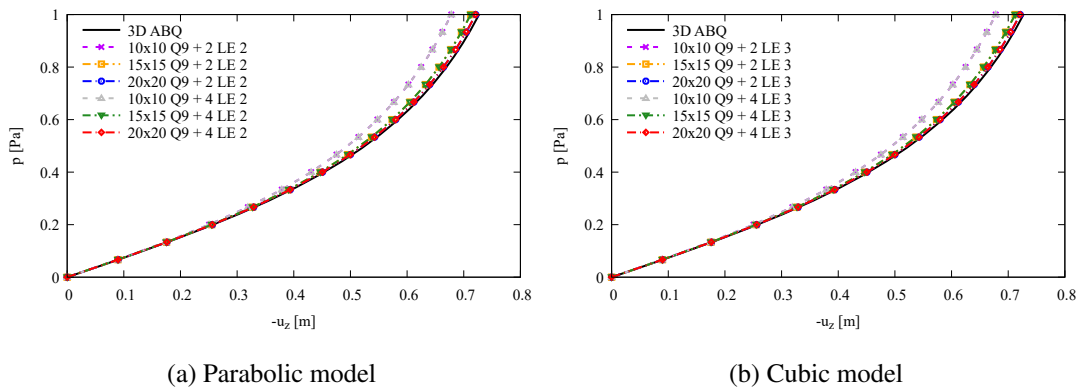 1
0.8
0.6
0.4
0.2
0
p [Pa]
3D ABQ
10x10 Q9 + 2 LE 2
15x15 Q9 + 2 LE 2
20x20 Q9 + 2 LE 2
10x10 Q9 + 4 LE 2
15x15 Q9 + 4 LE 2
20x20 Q9 + 4 LE 2
0 0.1 0.2 0.3 0.4 0.5 0.6 0.7 0.8
-u_z [m]
(a) Parabolic model
1
0.8
0.6
0.4
0.2
0
p [Pa]
3D ABQ
10x10 Q9 + 2 LE 3
15x15 Q9 + 2 LE 3
20x20 Q9 + 2 LE 3
10x10 Q9 + 4 LE 3
15x15 Q9 + 4 LE 3
20x20 Q9 + 4 LE 3
0 0.1 0.2 0.3 0.4 0.5 0.6 0.7 0.8
-u_z [m]
(b) Cubic model